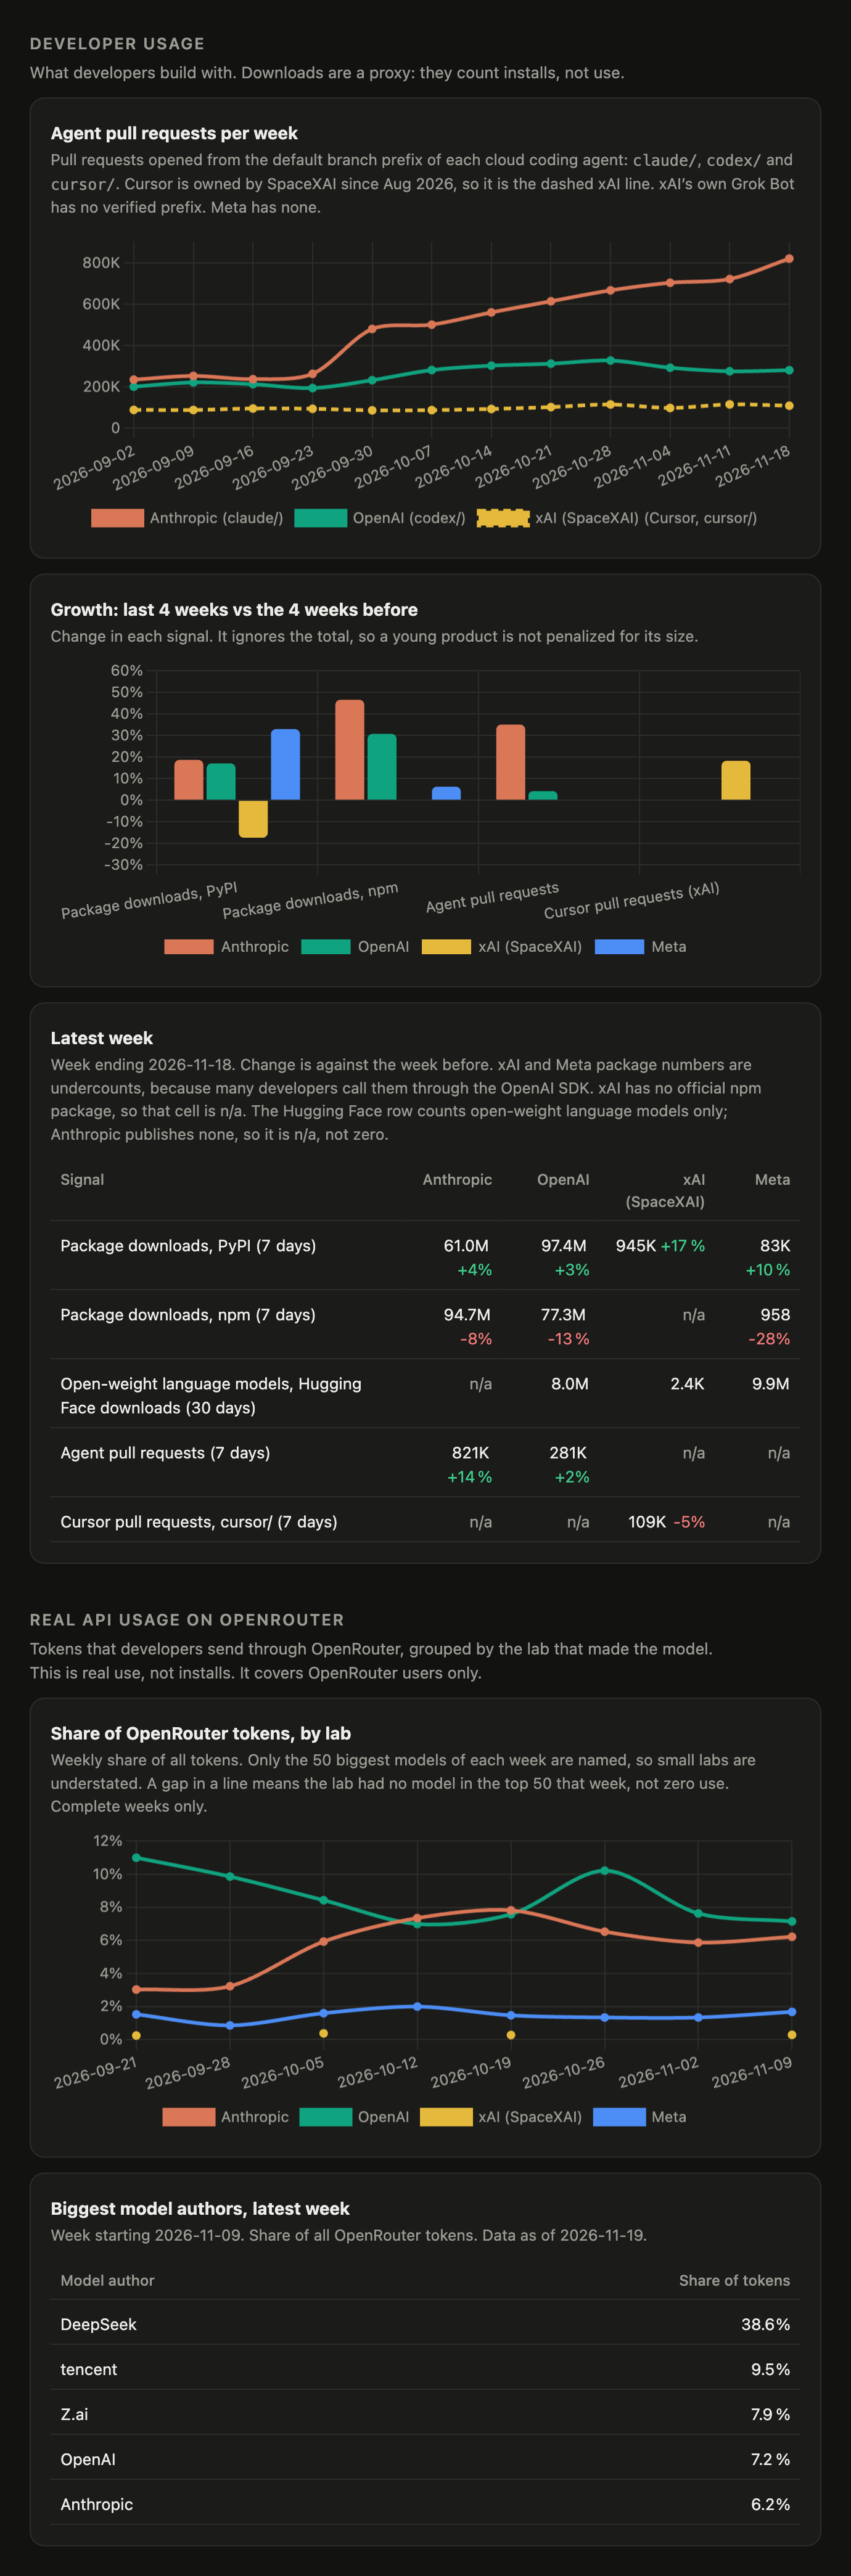 DEVELOPER USAGE
What developers build with. Downloads are a proxy: they count installs, not use.
Agent pull requests per week
Pull requests opened from the default branch prefix of each cloud coding agent: claude/, codex/ and
cursor/. Cursor is owned by SpaceXAI since Aug 2026, so it is the dashed xAI line. xAI’s own Grok Bot
has no verified prefix. Meta has none.
800K
600K
400K
200K
0
2026-09-02
2026-09-09
2026-09-16
2026-09-23
2026-09-30
2026-10-07
2026-10-14
2026-10-21
2026-10-28
2026-11-04
2026-11-11
2026-11-18
Anthropic (claude/) OpenAI (codex/) xAI (SpaceXAI) (Cursor, cursor/)
Growth: last 4 weeks vs the 4 weeks before
Change in each signal. It ignores the total, so a young product is not penalized for its size.
60%
50%
40%
30%
20%
10%
0%
-10%
-20%
-30%
Package downloads, PyPI
Package downloads, npm
Agent pull requests
Cursor pull requests (xAI)
Anthropic OpenAI xAI (SpaceXAI) Meta
Latest week
Week ending 2026-11-18. Change is against the week before. xAI and Meta package numbers are
undercounts, because many developers call them through the OpenAI SDK. xAI has no official npm
package, so that cell is n/a. The Hugging Face row counts open-weight language models only;
Anthropic publishes none, so it is n/a, not zero.
Signal Anthropic OpenAI xAI Meta
(SpaceXAI)
Package downloads, PyPI (7 days) 61.0M 97.4M 945K +17% 83K
+4% +3% +10%
Package downloads, npm (7 days) 94.7M 77.3M n/a 958
-8% -13% -28%
Open-weight language models, Hugging n/a 8.0M 2.4K 9.9M
Face downloads (30 days)
Agent pull requests (7 days) 821K 281K n/a n/a
+14% +2%
Cursor pull requests, cursor/ (7 days) n/a n/a 109K -5% n/a
REAL API USAGE ON OPENROUTER
Tokens that developers send through OpenRouter, grouped by the lab that made the model.
This is real use, not installs. It covers OpenRouter users only.
Share of OpenRouter tokens, by lab
Weekly share of all tokens. Only the 50 biggest models of each week are named, so small labs are
understated. A gap in a line means the lab had no model in the top 50 that week, not zero use.
Complete weeks only.
12%
10%
8%
6%
4%
2%
0%
2026-09-21
2026-09-28
2026-10-05
2026-10-12
2026-10-19
2026-10-26
2026-11-02
2026-11-09
Anthropic OpenAI xAI (SpaceXAI) Meta
Biggest model authors, latest week
Week starting 2026-11-09. Share of all OpenRouter tokens. Data as of 2026-11-19.
Model author Share of tokens
DeepSeek 38.6%
tencent 9.5%
Z.ai 7.9%
OpenAI 7.2%
Anthropic 6.2%